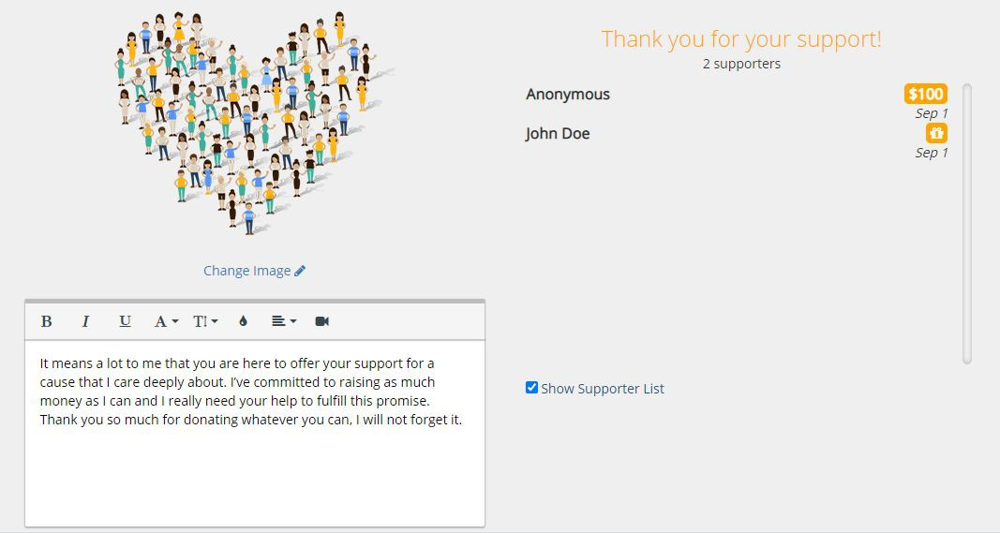 Thank you for your support!
2 supporters
Anonymous
$100
Sep 1
John Doe
Sep 1
Change Image
B I U A T!
It means a lot to me that you are here to offer your support for a
cause that I care deeply about. I've committed to raising as much
money as I can and I really need your help to fulfill this promise.
Thank you so much for donating whatever you can, I will not forget it.
Show Supporter List